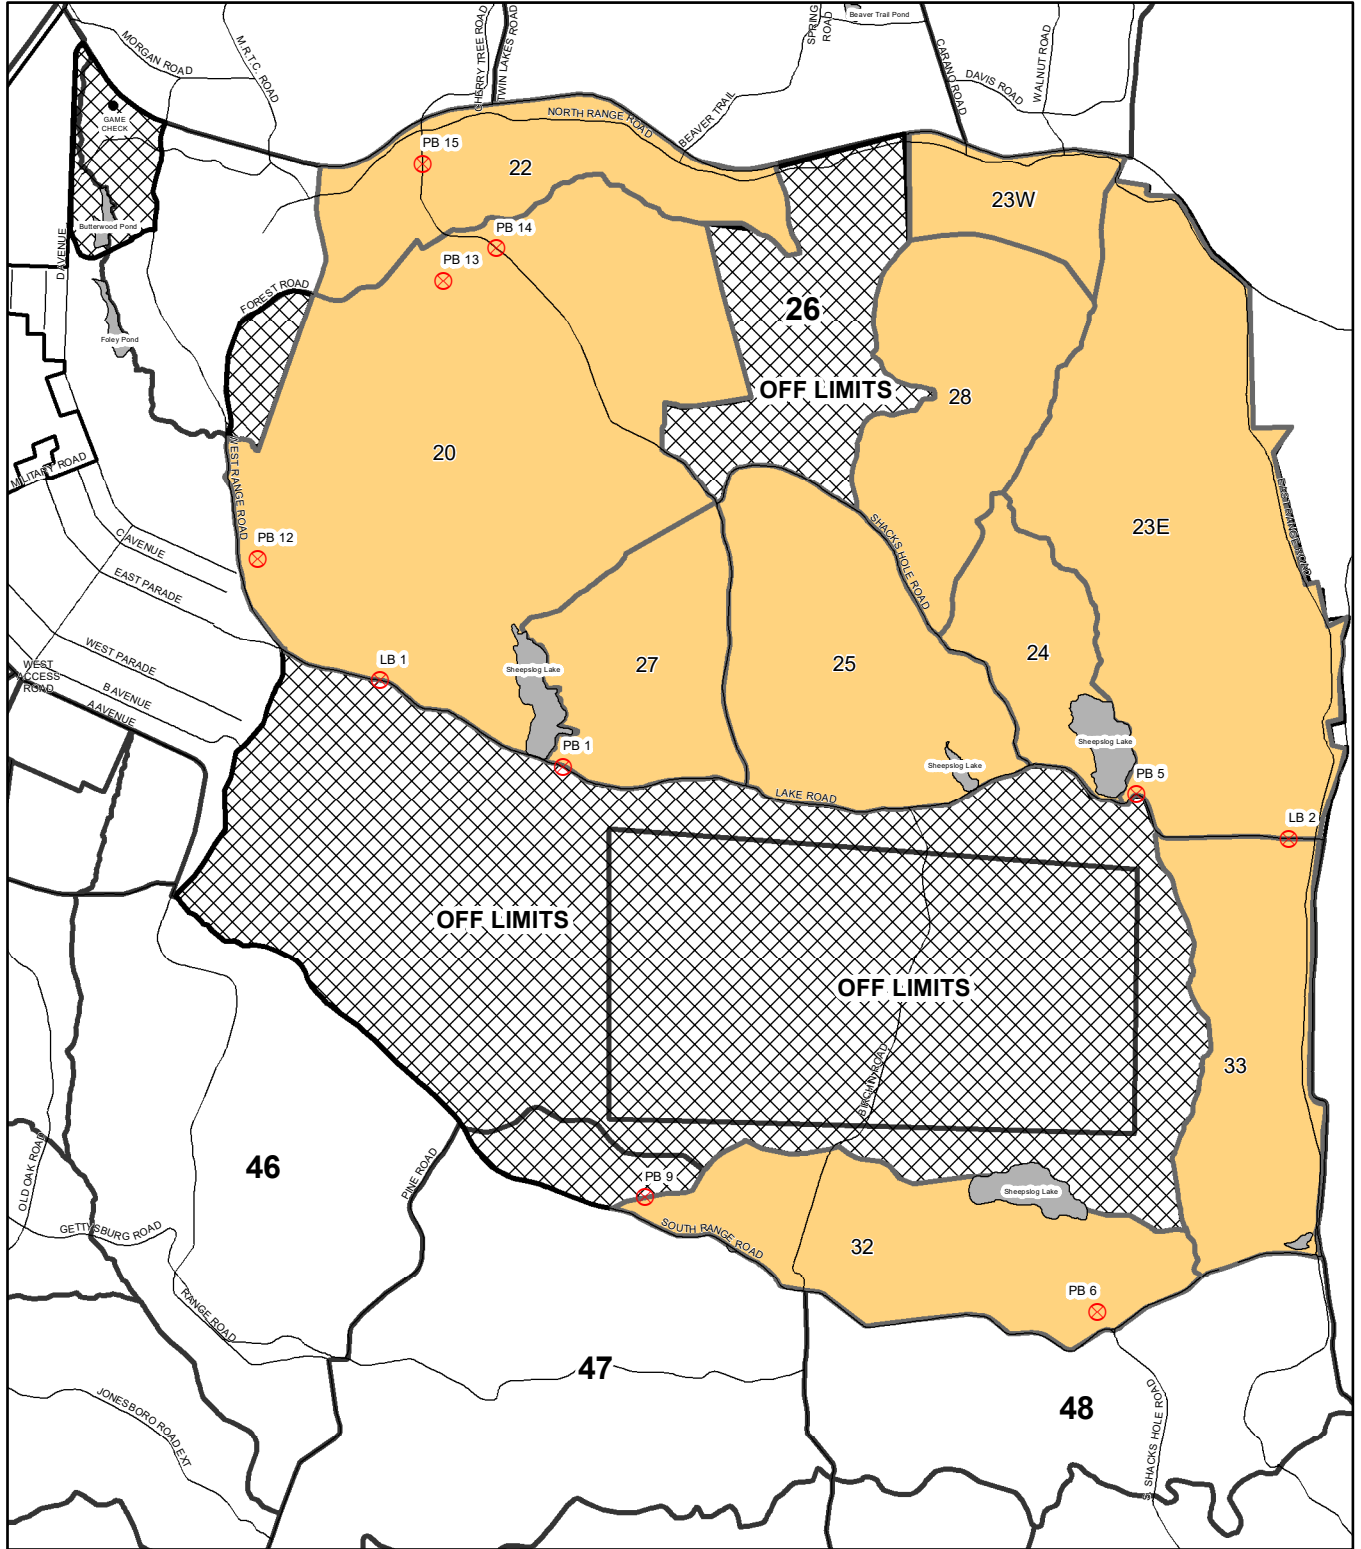 Beaver Trail Pond
SPRING
ROAD
CHERRY TREE ROAD
TWIN LAKES ROAD
MORGAN ROAD
M.R.T.C. ROAD
CARANO ROAD
WALNUT ROAD
DAVIS ROAD
GAME
CHECK
NORTH RANGE ROAD
BEAVER TRAIL
PB 15
22
23W
Butterwood Pond
PB 14
D AVENUE
PB 13
FOREST ROAD
26
Foley Pond
OFF LIMITS
28
20
WEST RANGE ROAD
MILITARY ROAD
23E
EAST RANGE ROAD
SHACKS HOLE ROAD
PB 12
C AVENUE
EAST PARADE
WEST PARADE
24
27
25
LB 1
Sheepslog Lake
WEST
ACCESS
ROAD
B AVENUE
A AVENUE
Sheepslog Lake
PB 1
Sheepslog Lake
PB 5
LAKE ROAD
LB 2
OFF LIMITS
OFF LIMITS
BIRCHIN ROAD
33
46
PINE ROAD
OLD OAK ROAD
PB 9
Sheepslog Lake
GETTYSBURG ROAD
SOUTH RANGE ROAD
32
PB 6
RANGE ROAD
47
48
JONESBORO ROAD EXT
S. SHACKS HOLE ROAD